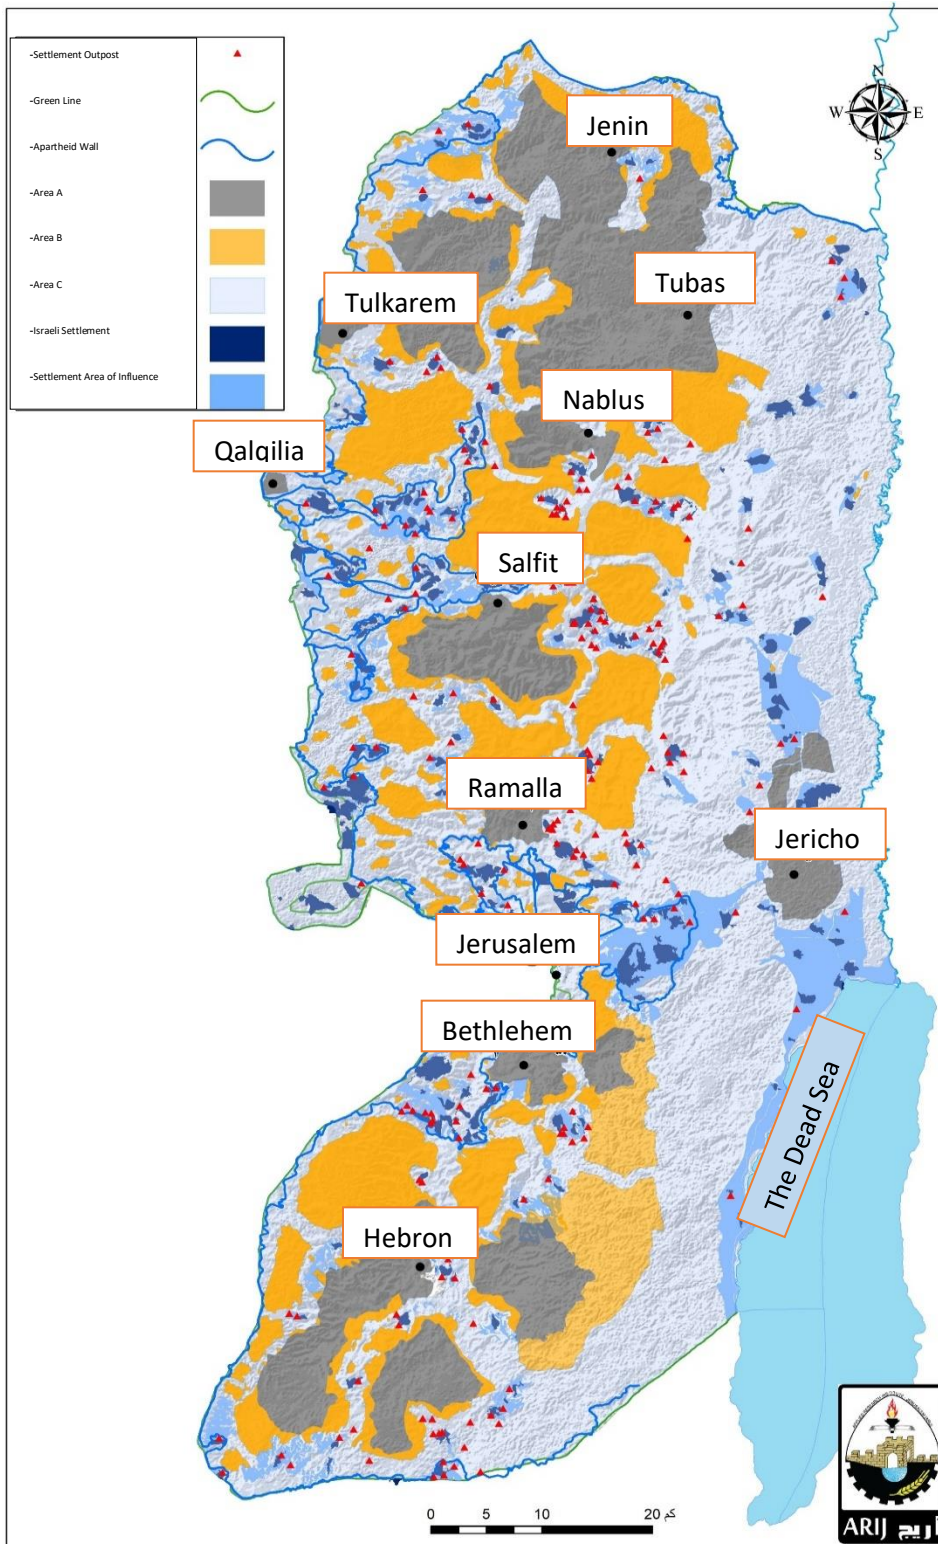 -Settlement Outpost
-Green Line
-Apartheid Wall
-Area A
-Area B
-Area C
-Israeli Settlement
-Settlement Area of Influence
N
W E
S
Jenin
Tubas
Tulkarem
Nablus
Qalqilia
Salfit
Ramalla
Jericho
Jerusalem
Bethlehem
The Dead Sea
Hebron
0 5 10 20 كم
ARIJ أريج